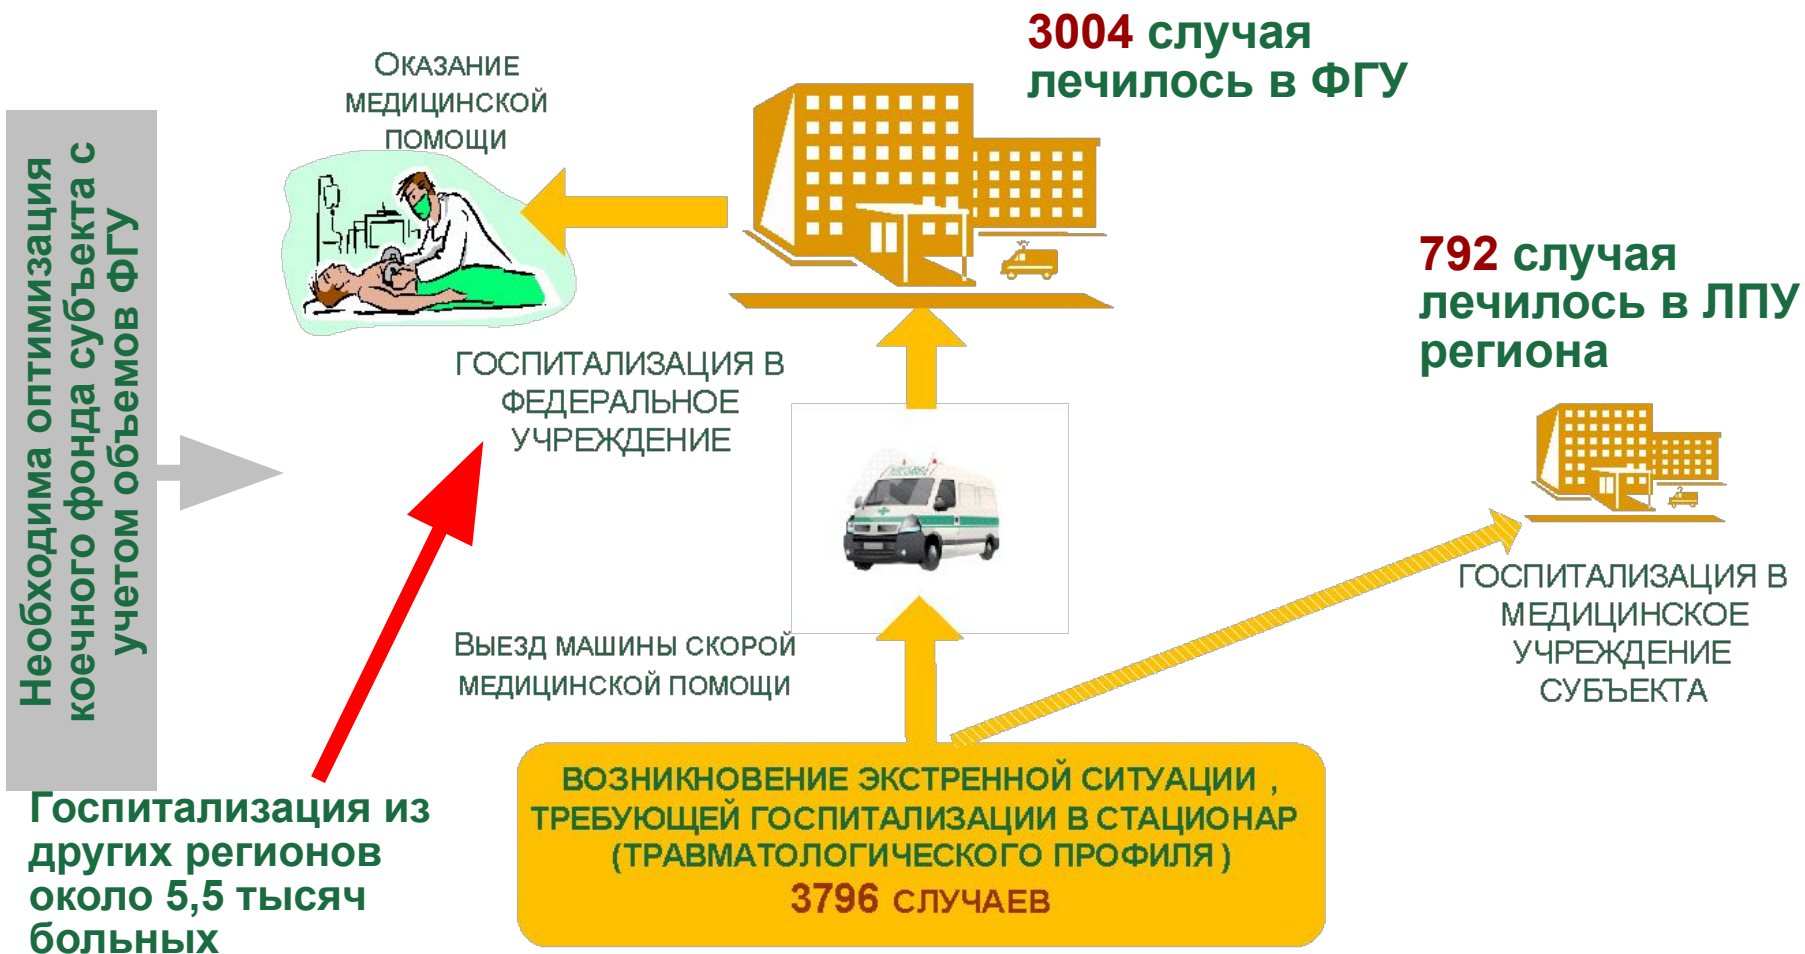 3004 случая
лечилось в ФГУ
Оказание
медицинской
помощи
Необходима оптимизация
коечного фонда субъекта с
учетом объемов ФГУ
792 случая
лечилось в ЛПУ
региона
ГОСПИТАЛИЗАЦИЯ В
ФЕДЕРАЛЬНОЕ
УЧРЕЖДЕНИЕ
ГОСПИТАЛИЗАЦИЯ В
МЕДИЦИНСКОЕ
УЧРЕЖДЕНИЕ
СУБЪЕКТА
Выезд машины скорой
медицинской помощи
Госпитализация из
других регионов
около 5,5 тысяч
больных
ВОЗНИКНОВЕНИЕ ЭКСТРЕННОЙ СИТУАЦИИ ,
ТРЕБУЮЩЕЙ ГОСПИТАЛИЗАЦИИ В СТАЦИОНАР
(ТРАВМАТОЛОГИЧЕСКОГО ПРОФИЛЯ )
3796 СЛУЧАЕВ